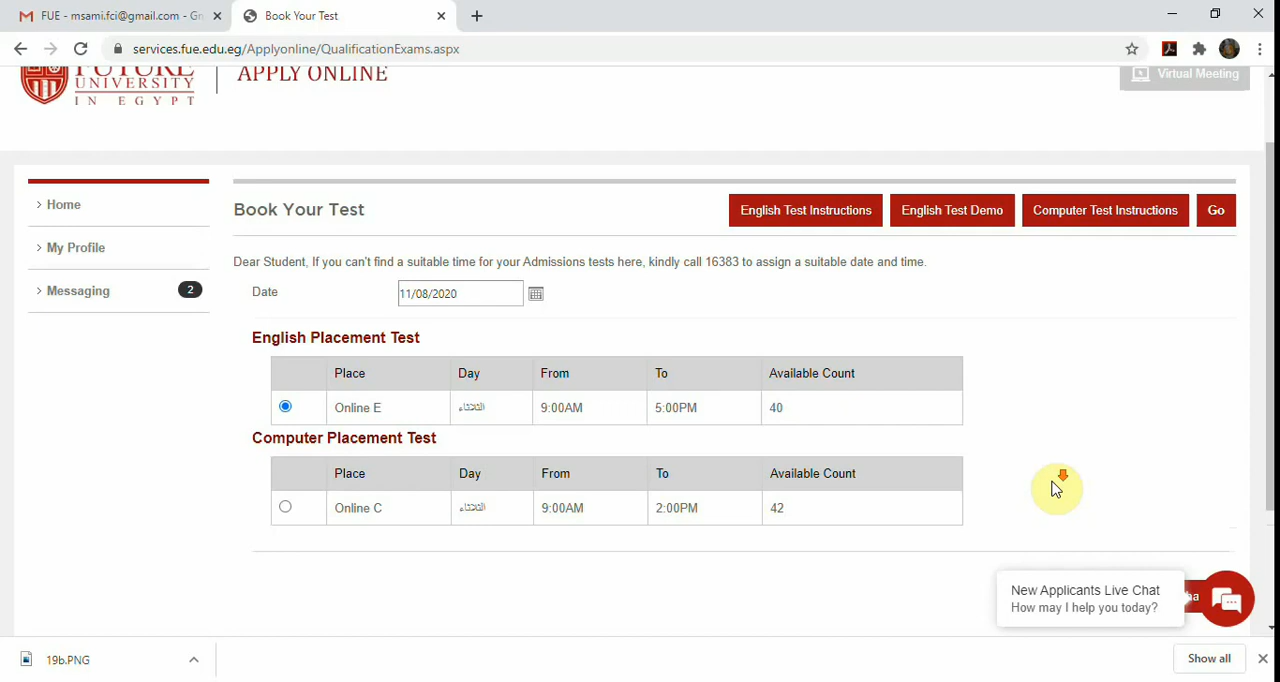 FUE - msami.fci@gmail.com - Gr
Book Your Test
services.fue.edu.eg/Applyonline/QualificationExams.aspx
FUTURE
UNIVERSITY
IN EGYPT
APPLY ONLINE
Virtual Meeting
Home
My Profile
Messaging 2
Book Your Test
English Test Instructions
English Test Demo
Computer Test Instructions
Go
Dear Student, If you can't find a suitable time for your Admissions tests here, kindly call 16383 to assign a suitable date and time.
Date 11/08/2020
English Placement Test
Place Day From To Available Count
Online E الثلاثاء 9:00AM 5:00PM 40
Computer Placement Test
Place Day From To Available Count
Online C الثلاثاء 9:00AM 2:00PM 42
New Applicants Live Chat
How may I help you today?
19b.PNG
Show all